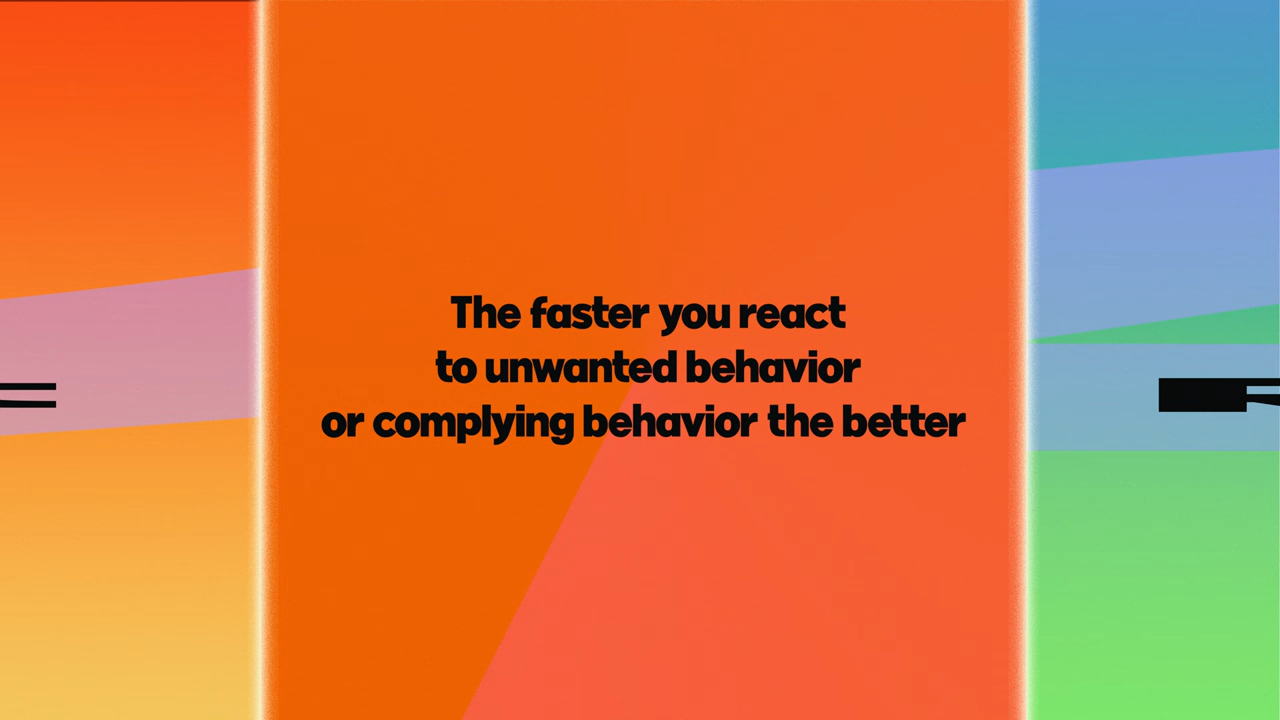 The faster you react
to unwanted behavior
or complying behavior the better